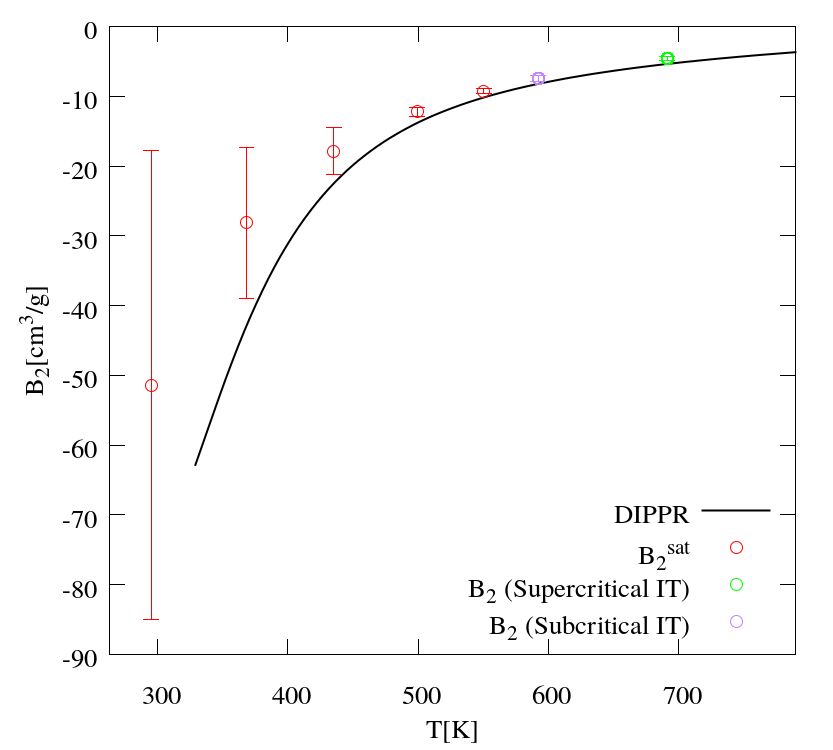 0
-10
-20
-30
-40
-50
-60
-70
-80
-90
B2[cm3/g]
300 400 500 600 700
T[K]
DIPPR
B2sat
B2 (Supercritical IT)
B2 (Subcritical IT)